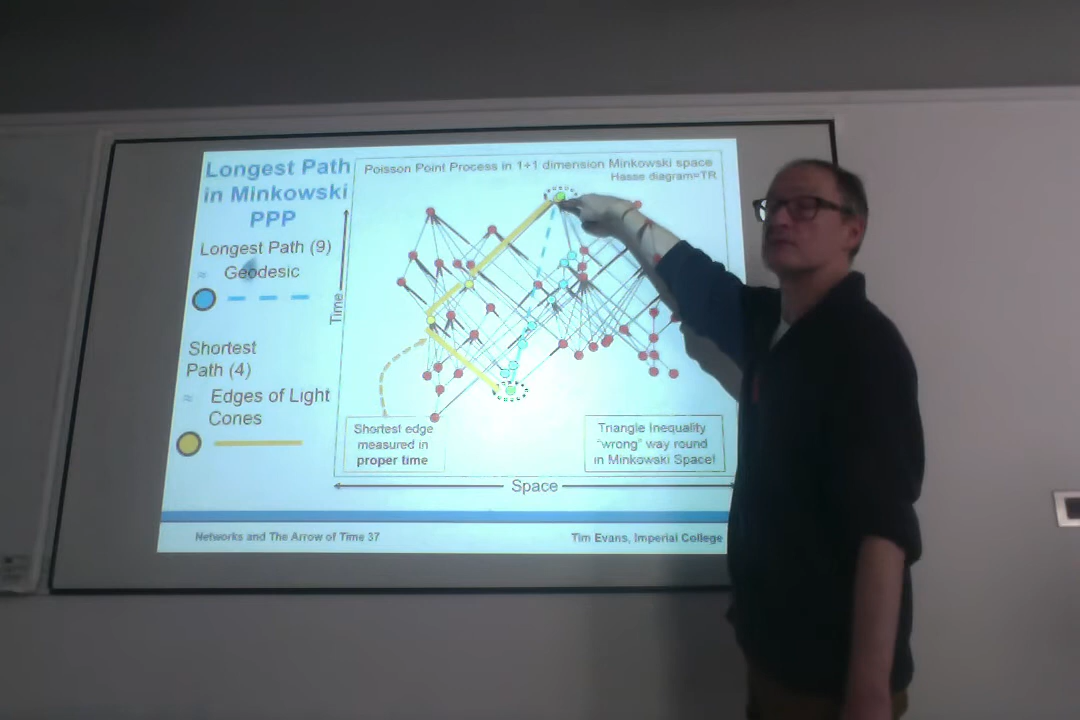 Longest Path
in Minkowski
PPP
Longest Path (9)
≈ Geodesic
Shortest
Path (4)
≈ Edges of Light
Cones
Poisson Point Process in 1+1 dimension Minkowski space
Hasse diagram=TR
Time
Shortest edge
measured in
proper time
Triangle Inequality
"wrong" way round
in Minkowski Space!
Space
Networks and The Arrow of Time 37
Tim Evans, Imperial College